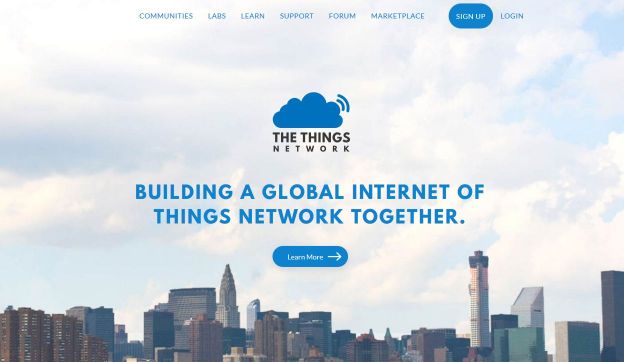 COMMUNITIES LABS LEARN SUPPORT FORUM MARKETPLACE SIGN UP LOGIN
THE THINGS
NETWORK
BUILDING A GLOBAL INTERNET OF
THINGS NETWORK TOGETHER.
Learn More